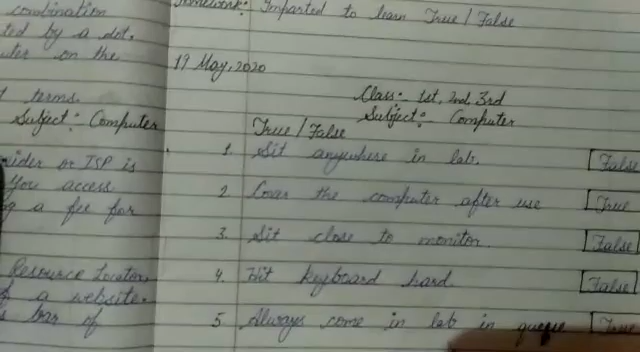 combination
ted by a dot.
uter on the
terms.
Subject: Computer
vider or ISP is
you access
g a fee for
Resource Locator.
a website.
bar of
Homework: Imparted to learn True / False
19 May, 2020
Class: 1st, 2nd, 3rd
Subject: Computer
True / False
1. Sit anywhere in lab. False
2 Cover the computer after use True
3. Sit close to monitor. False
4. Hit keyboard hard False
5 Always come in lab in queue True